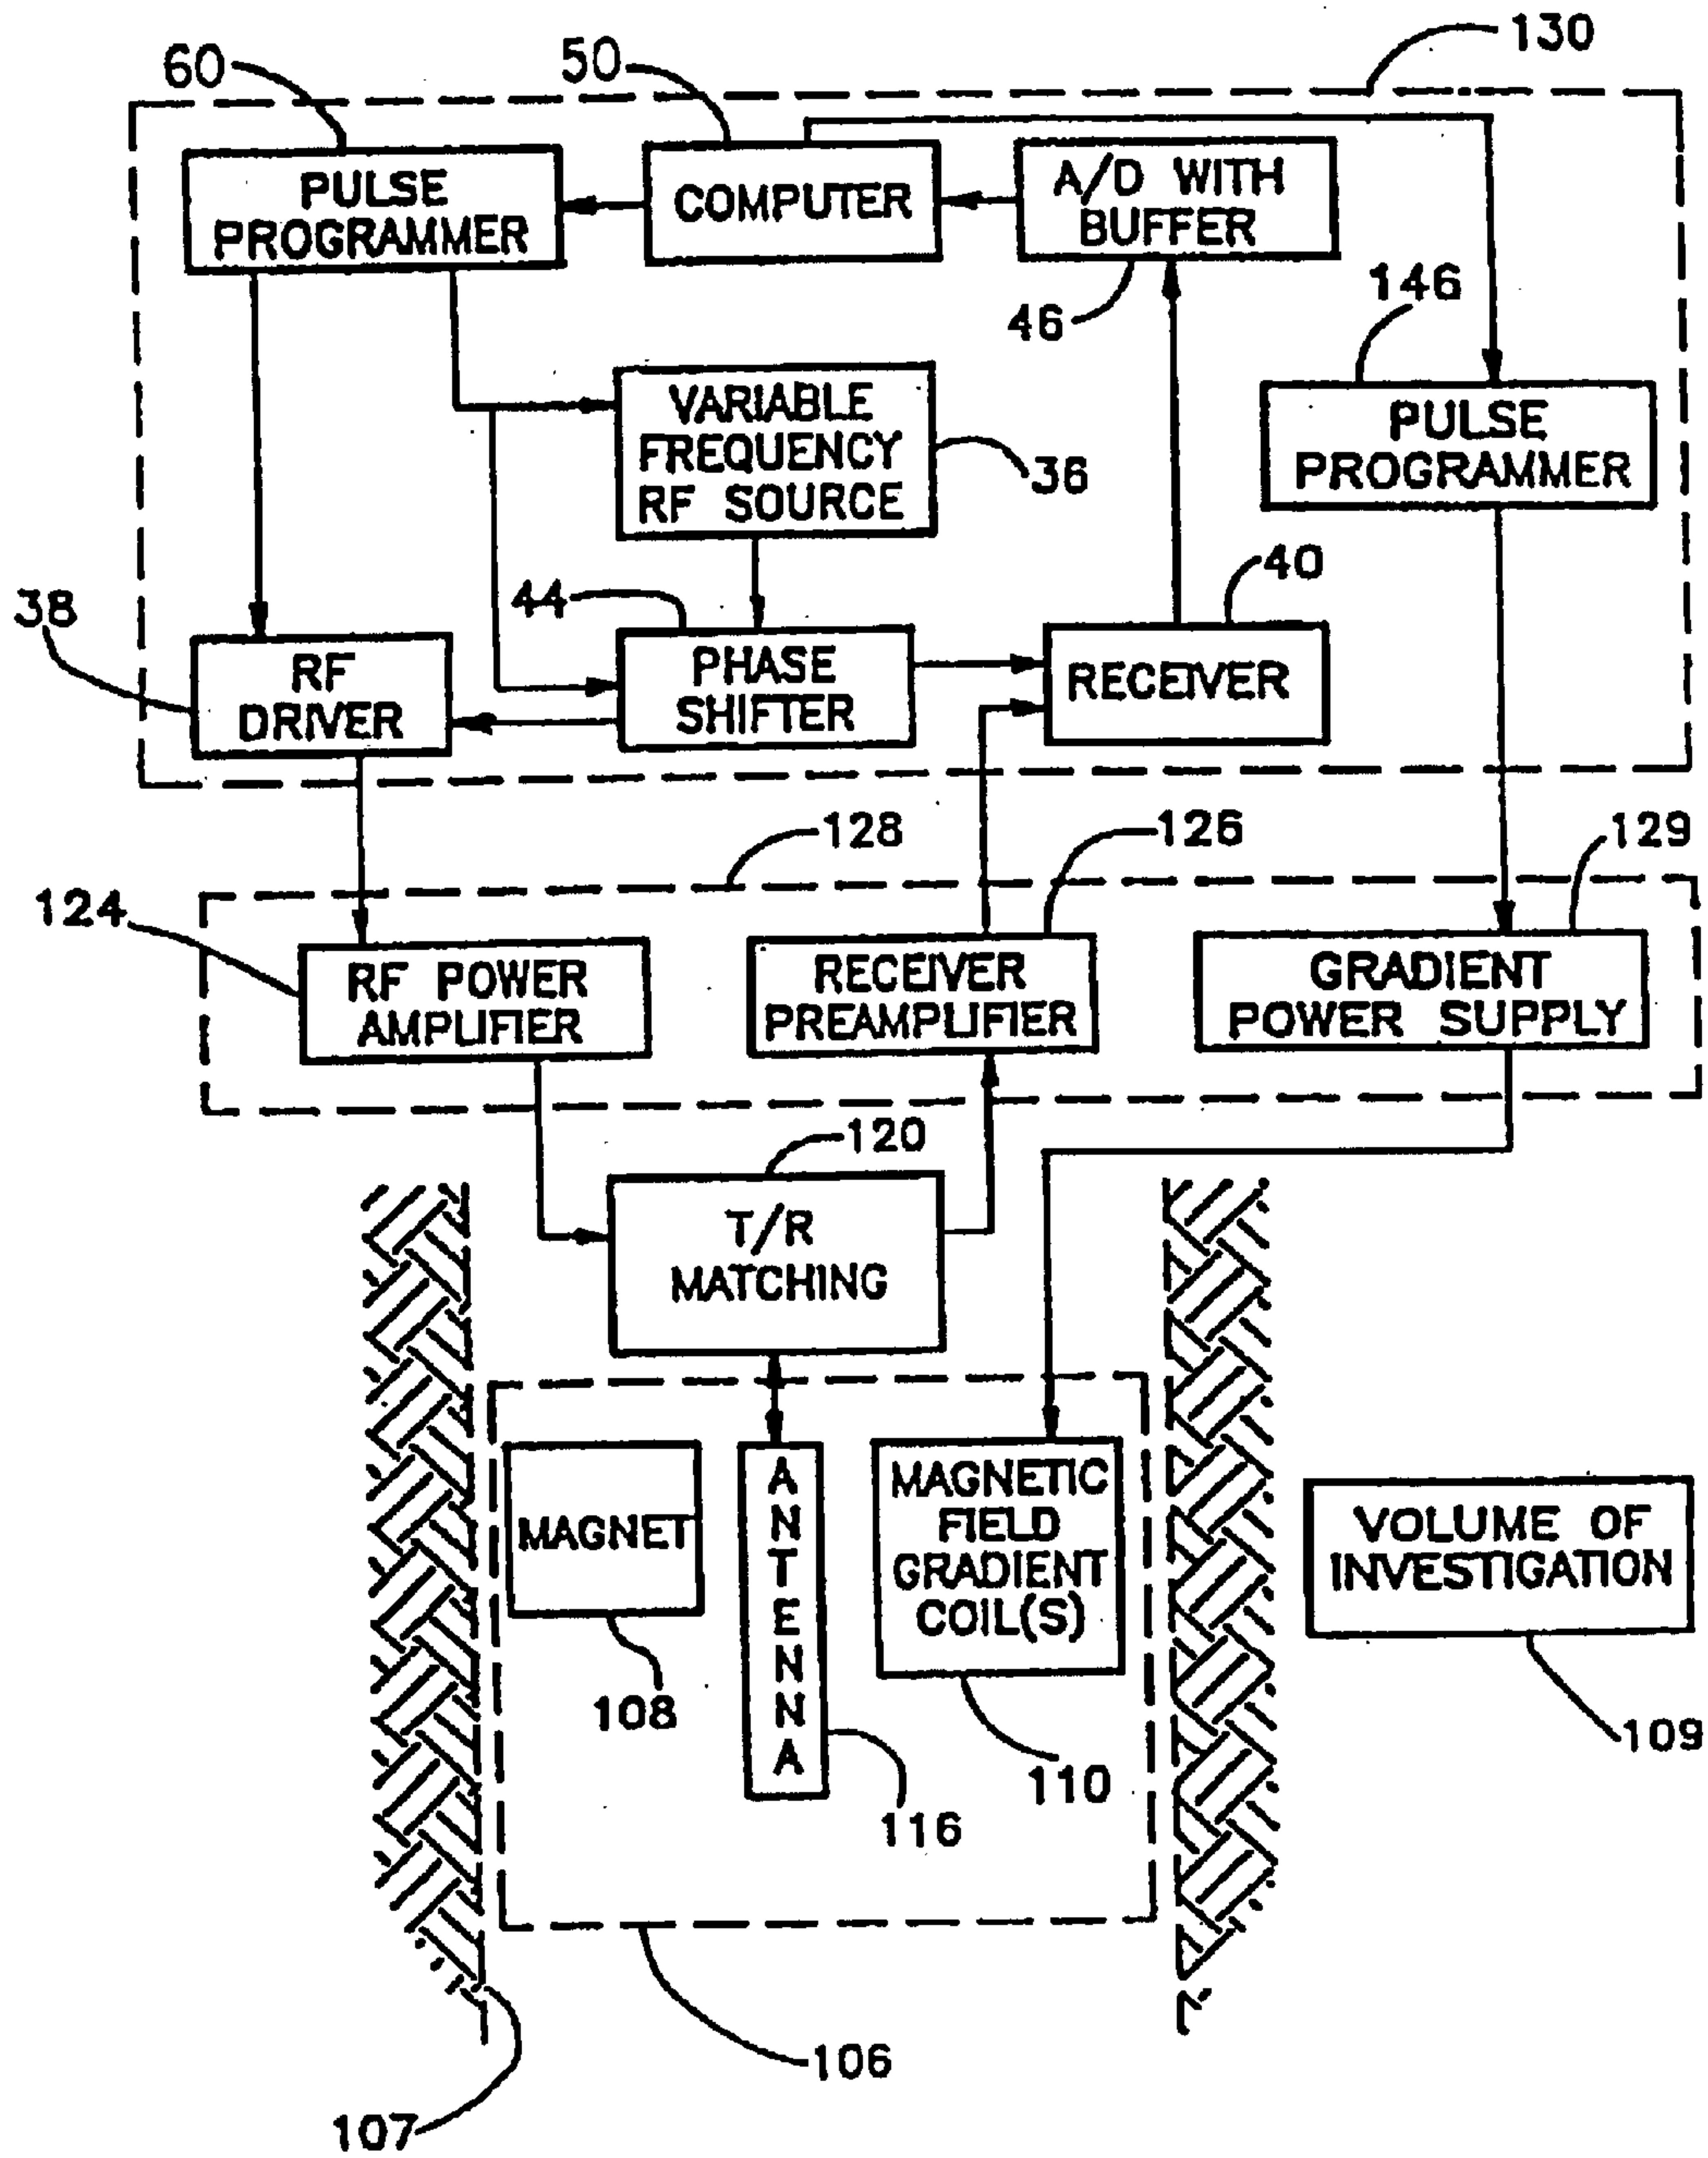 130
60
50
PULSE
PROGRAMMER
COMPUTER
A/D WITH
BUFFER
46
146
VARIABLE
FREQUENCY
RF SOURCE
36
PULSE
PROGRAMMER
38
44
40
RF
DRIVER
PHASE
SHIFTER
RECEIVER
128
126
129
124
RF POWER
AMPLIFIER
RECEIVER
PREAMPLIFIER
GRADIENT
POWER SUPPLY
120
T/R
MATCHING
MAGNET
ANTENNA
MAGNETIC
FIELD
GRADIENT
COIL(S)
VOLUME OF
INVESTIGATION
108
116
110
109
106
107